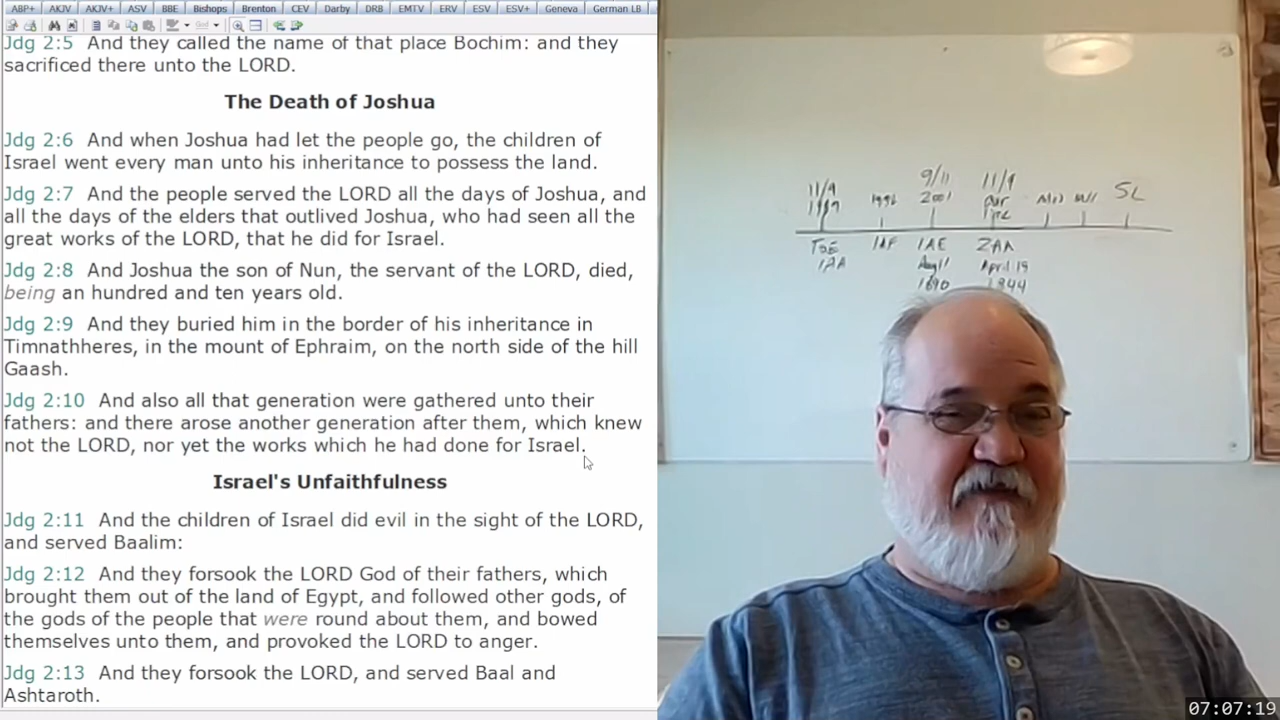 ABP+ AKJV AKJV+ ASV BBE Bishops Brenton CEV Darby DRB EMTV ERV ESV ESV+ Geneva German LB
Jdg 2:5 And they called the name of that place Bochim: and they
sacrificed there unto the LORD.
The Death of Joshua
Jdg 2:6 And when Joshua had let the people go, the children of
Israel went every man unto his inheritance to possess the land.
Jdg 2:7 And the people served the LORD all the days of Joshua, and
all the days of the elders that outlived Joshua, who had seen all the
great works of the LORD, that he did for Israel.
Jdg 2:8 And Joshua the son of Nun, the servant of the LORD, died,
being an hundred and ten years old.
Jdg 2:9 And they buried him in the border of his inheritance in
Timnathheres, in the mount of Ephraim, on the north side of the hill
Gaash.
Jdg 2:10 And also all that generation were gathered unto their
fathers: and there arose another generation after them, which knew
not the LORD, nor yet the works which he had done for Israel.
Israel's Unfaithfulness
Jdg 2:11 And the children of Israel did evil in the sight of the LORD,
and served Baalim:
Jdg 2:12 And they forsook the LORD God of their fathers, which
brought them out of the land of Egypt, and followed other gods, of
the gods of the people that were round about them, and bowed
themselves unto them, and provoked the LORD to anger.
Jdg 2:13 And they forsook the LORD, and served Baal and
Ashtaroth.
9/11 11/9
11/9 2001
SL
IAE
April 19
07:07:19